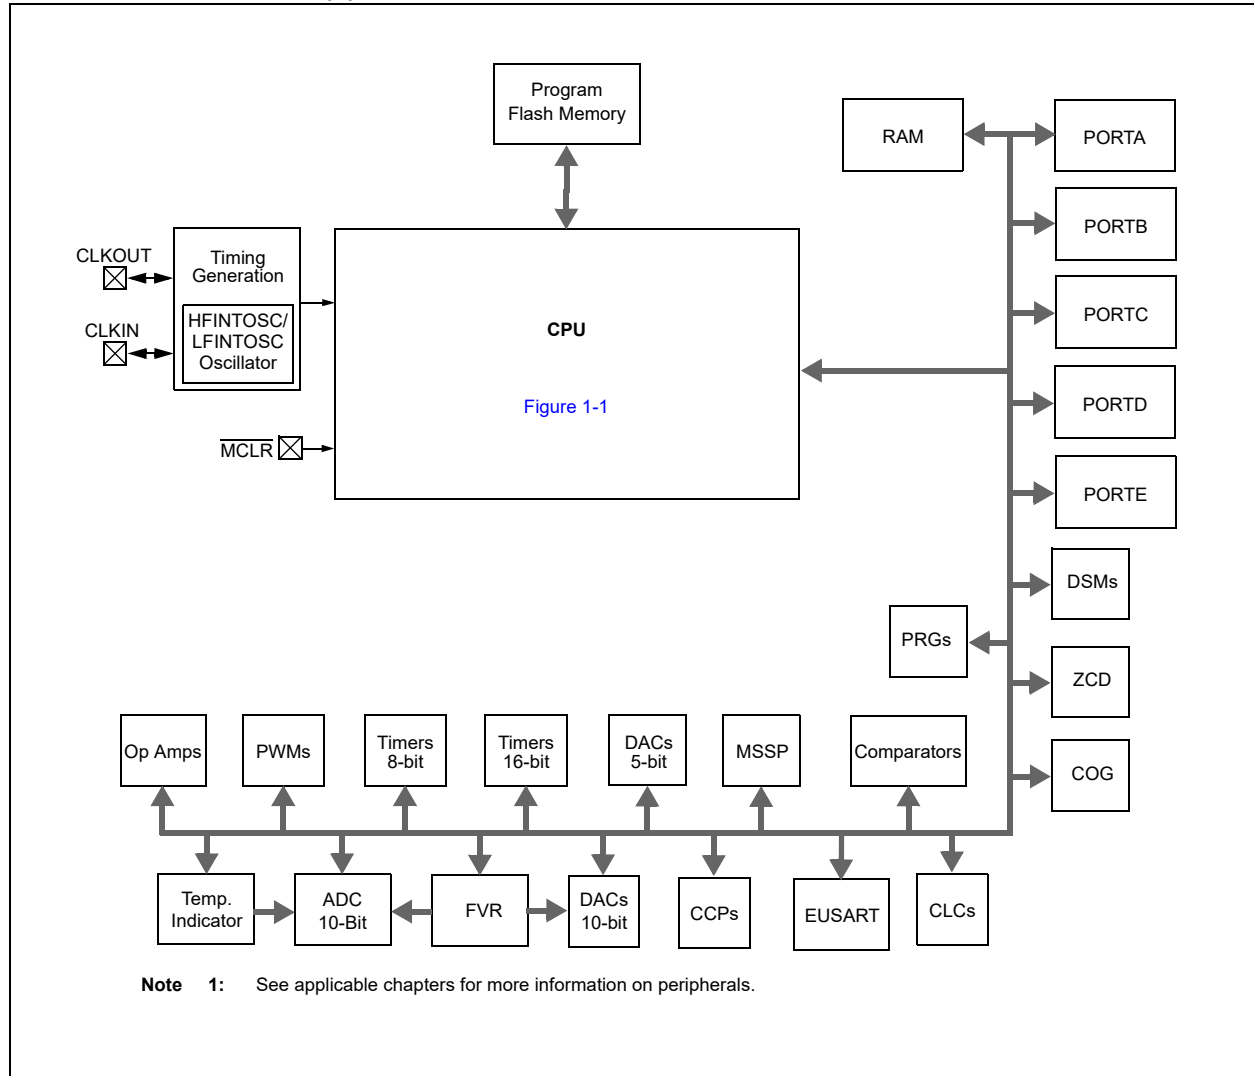 Program
Flash Memory
RAM
PORTA
PORTB
CLKOUT
Timing
Generation
HFINTOSC/
LFINTOSC
Oscillator
CLKIN
CPU
PORTC
Figure 1-1
PORTD
MCLR
PORTE
DSMs
PRGs
ZCD
Op Amps
PWMs
Timers
8-bit
Timers
16-bit
DACs
5-bit
MSSP
Comparators
COG
Temp.
Indicator
ADC
10-Bit
FVR
DACs
10-bit
CCPs
EUSART
CLCs
Note 1: See applicable chapters for more information on peripherals.